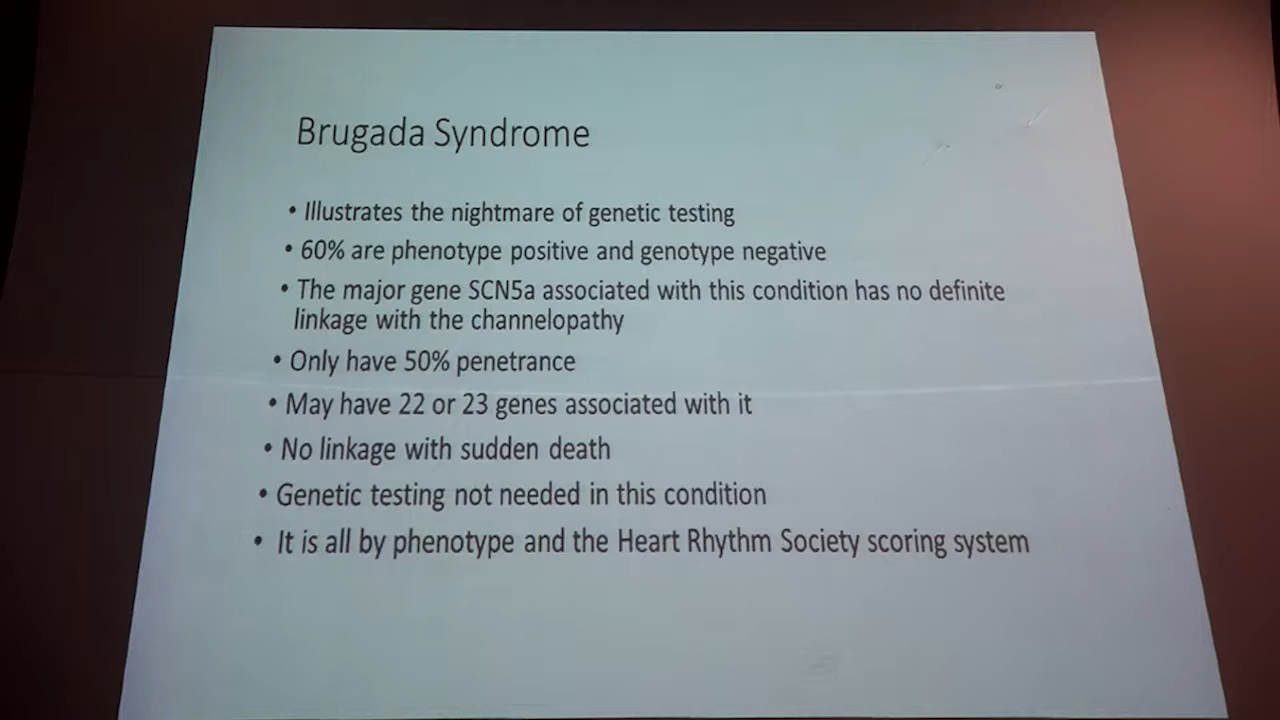 Brugada Syndrome
• Illustrates the nightmare of genetic testing
• 60% are phenotype positive and genotype negative
• The major gene SCN5a associated with this condition has no definite
linkage with the channelopathy
• Only have 50% penetrance
• May have 22 or 23 genes associated with it
• No linkage with sudden death
• Genetic testing not needed in this condition
• It is all by phenotype and the Heart Rhythm Society scoring system